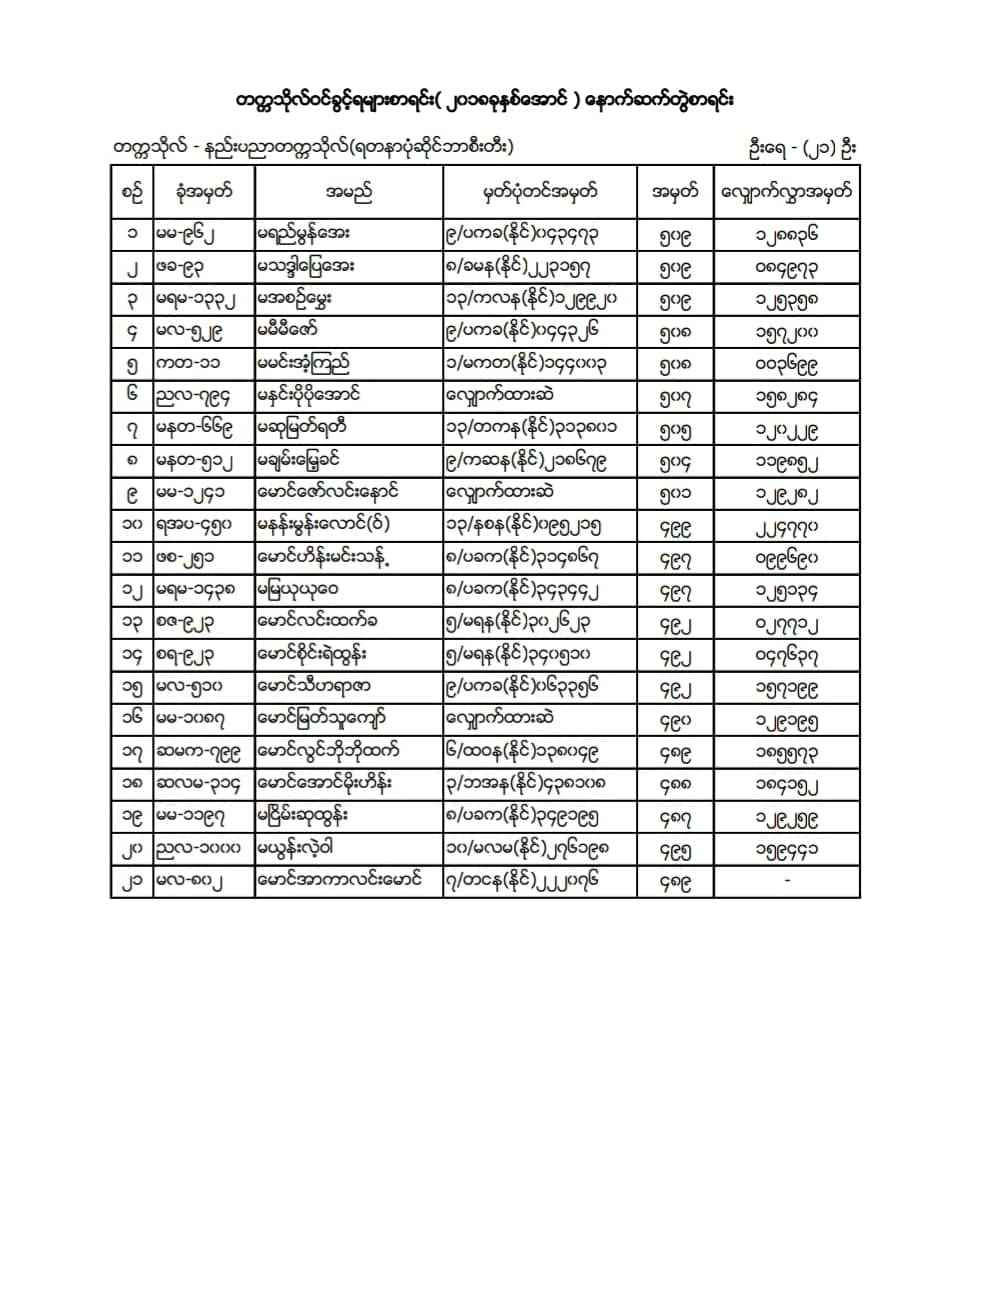 တက္ကသိုလ်ဝင်ခွင့်ရများစာရင်း( ၂၀၁၈ခုနှစ်အောင် ) နောက်ဆက်တွဲစာရင်း
တက္ကသိုလ် - နည်းပညာတက္ကသိုလ်(ရတနာပုံဆိုင်ဘာစီးတီး) ဦးရေ - (၂၁) ဦး
စဉ် ခုံအမှတ် အမည် မှတ်ပုံတင်အမှတ် အမှတ် လျှောက်လွှာအမှတ်
၁ မမ-၉၆၂ မရည်မွန်အေး ၉/ပကခ(နိုင်)၀၄၃၄၇၃ ၅၀၉ ၁၂၈၈၃၆
၂ ဖခ-၉၃ မသဒ္ဒါပြေအေး ၈/ခမန(နိုင်)၂၂၃၁၅၇ ၅၀၉ ၀၈၄၉၇၃
၃ မရမ-၁၃၃၂ မအစဉ်မွှေး ၁၃/ကလန(နိုင်)၁၂၉၉၂၀ ၅၀၉ ၁၂၅၃၅၈
၄ မလ-၅၂၉ မမီမီဇော် ၉/ပကခ(နိုင်)၀၄၄၃၂၆ ၅၀၈ ၁၅၇၂၀၀
၅ ကတ-၁၁ မမင်းအံ့ကြည် ၁/မကတ(နိုင်)၁၄၄၀၀၃ ၅၀၈ ၀၀၃၆၉၉
၆ ညလ-၇၉၄ မနှင်းပိုပိုအောင် လျှောက်ထားဆဲ ၅၀၇ ၁၅၈၂၈၄
၇ မနတ-၆၆၉ မဆုမြတ်ရတီ ၁၃/တကန(နိုင်)၃၁၃၈၀၁ ၅၀၅ ၁၂၀၂၂၉
၈ မနတ-၅၁၂ မချမ်းမြွေ့ခင် ၉/ကဆန(နိုင်)၂၁၈၆၇၉ ၅၀၄ ၁၁၉၈၅၂
၉ မမ-၁၂၄၁ မောင်ဇော်လင်းနောင် လျှောက်ထားဆဲ ၅၀၁ ၁၂၉၂၈၂
၁၀ ရအပ-၄၅၀ မနန်းမွန်းလောင်(ဝ်) ၁၃/နစန(နိုင်)၀၉၅၂၁၅ ၄၉၉ ၂၂၄၇၇၀
၁၁ ဖစ-၂၅၁ မောင်ဟိန်းမင်းသန့် ၈/ပခက(နိုင်)၃၁၄၈၆၇ ၄၉၇ ၀၉၉၆၉၀
၁၂ မရမ-၁၄၃၈ မမြယုယုဝေ ၈/ပခက(နိုင်)၃၄၃၄၄၂ ၄၉၇ ၁၂၅၁၃၄
၁၃ စဇ-၉၂၃ မောင်လင်းထက်ခ ၅/မရန(နိုင်)၃၀၂၆၂၃ ၄၉၂ ၀၂၇၇၁၂
၁၄ စရ-၉၂၃ မောင်စိုင်းရဲထွန်း ၅/မရန(နိုင်)၃၄၀၅၁၀ ၄၉၂ ၀၄၇၆၃၇
၁၅ မလ-၅၁၀ မောင်သီဟရာဇာ ၉/ပကခ(နိုင်)၀၆၃၃၅၆ ၄၉၂ ၁၅၇၁၉၉
၁၆ မမ-၁၀၈၇ မောင်မြတ်သူကျော် လျှောက်ထားဆဲ ၄၉၀ ၁၂၉၁၉၅
၁၇ ဆမက-၇၉၉ မောင်လွင်ဘိုဘိုထက် ၆/ထဝန(နိုင်)၁၃၈၀၄၉ ၄၈၉ ၁၈၅၅၇၃
၁၈ ဆလမ-၃၁၄ မောင်အောင်မိုးဟိန်း ၃/ဘအန(နိုင်)၄၃၈၁၀၈ ၄၈၈ ၁၈၄၁၅၂
၁၉ မမ-၁၁၉၇ မငြိမ်းဆုထွန်း ၈/ပခက(နိုင်)၃၄၉၁၉၅ ၄၈၇ ၁၂၉၂၅၉
၂၀ ညလ-၁၀၀၀ မယွန်းလဲ့ဝါ ၁၀/မလမ(နိုင်)၂၇၆၁၉၈ ၄၉၅ ၁၅၉၄၄၁
၂၁ မလ-၈၀၂ မောင်အာကာလင်းမောင် ၇/တငန(နိုင်)၂၂၂၀၇၆ ၄၈၉ -